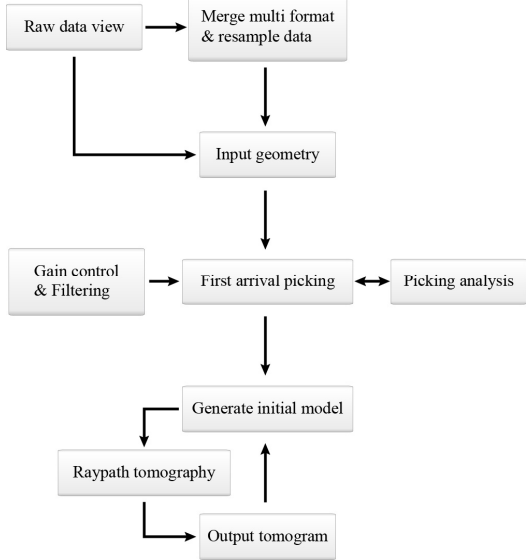 Raw data view
Merge multi format
& resample data
Input geometry
Gain control
& Filtering
First arrival picking
Picking analysis
Generate initial model
Raypath tomography
Output tomogram